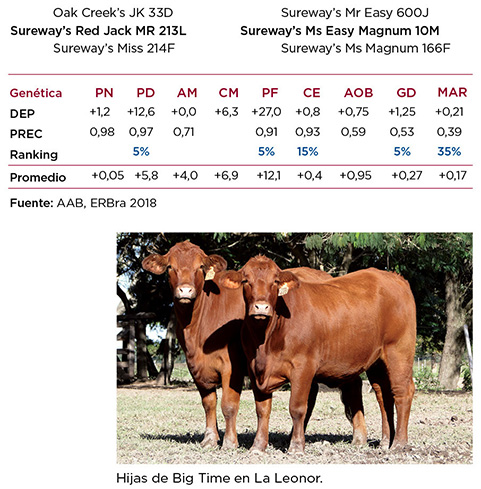 Oak Creek's JK 33D Sureway's Mr Easy 600J
Sureway's Red Jack MR 213L Sureway's Ms Easy Magnum 10M
Sureway's Miss 214F Sureway's Ms Magnum 166F
Genética PN PD AM CM PF CE AOB GD MAR
DEP +1,2 +12,6 +0,0 +6,3 +27,0 +0,8 +0,75 +1,25 +0,21
PREC 0,98 0,97 0,71 0,91 0,93 0,59 0,53 0,39
Ranking 5% 5% 15% 5% 35%
Promedio +0,05 +5,8 +4,0 +6,9 +12,1 +0,4 +0,95 +0,27 +0,17
Fuente: AAB, ERBra 2018
Hijas de Big Time en La Leonor.